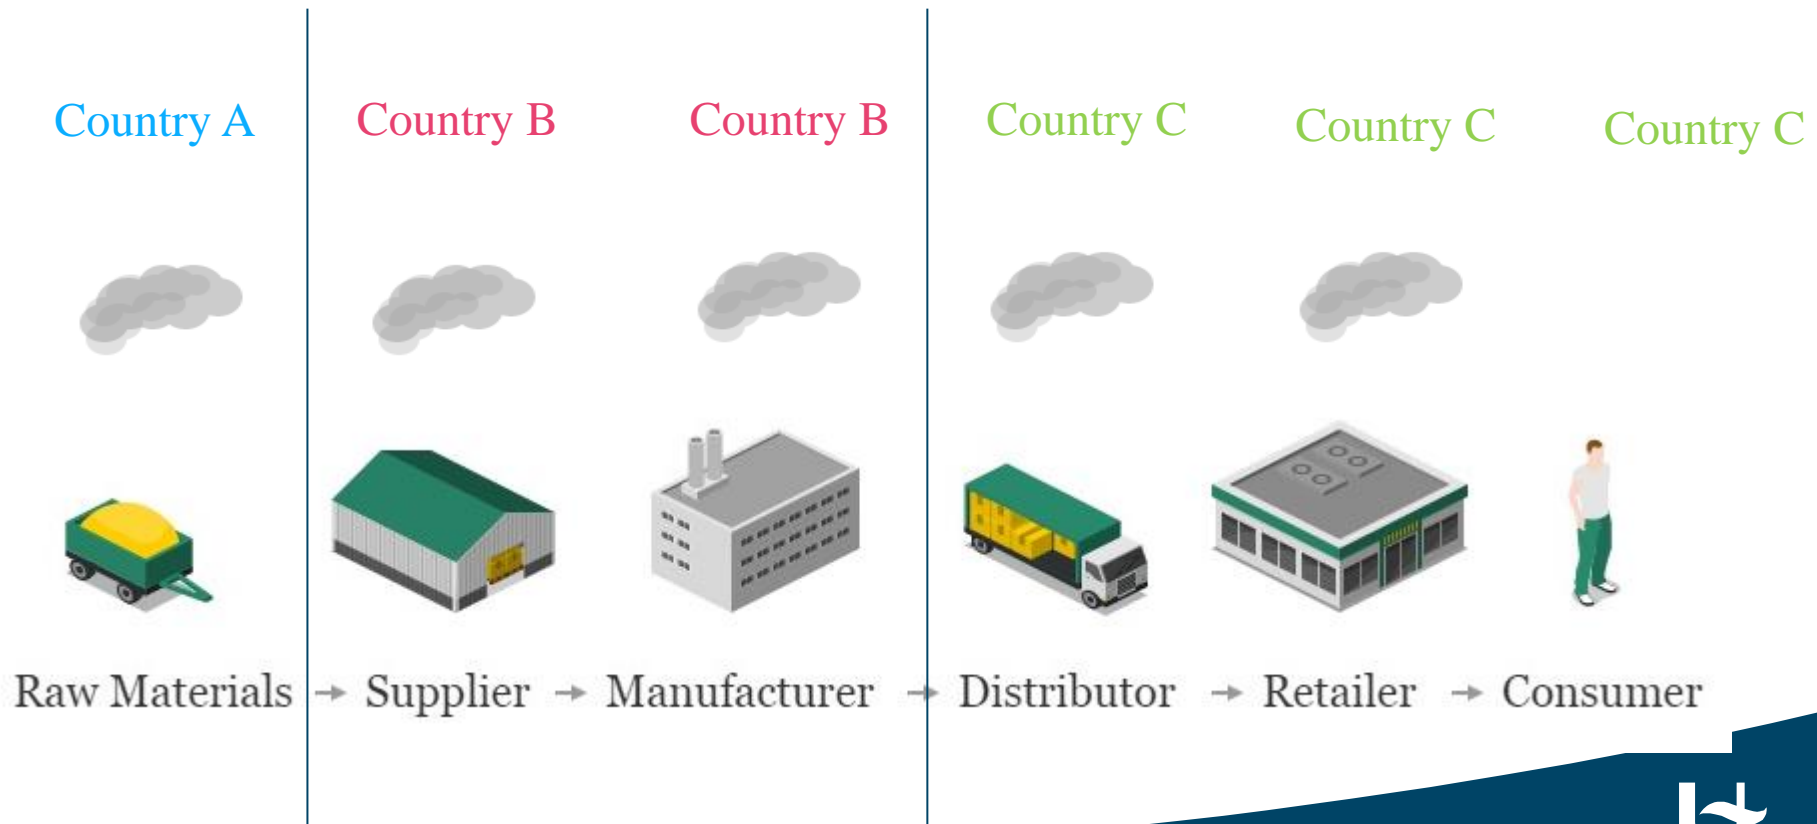 Country A
Country B
Country B
Country C
Country C
Country C
Raw Materials → Supplier → Manufacturer → Distributor → Retailer → Consumer